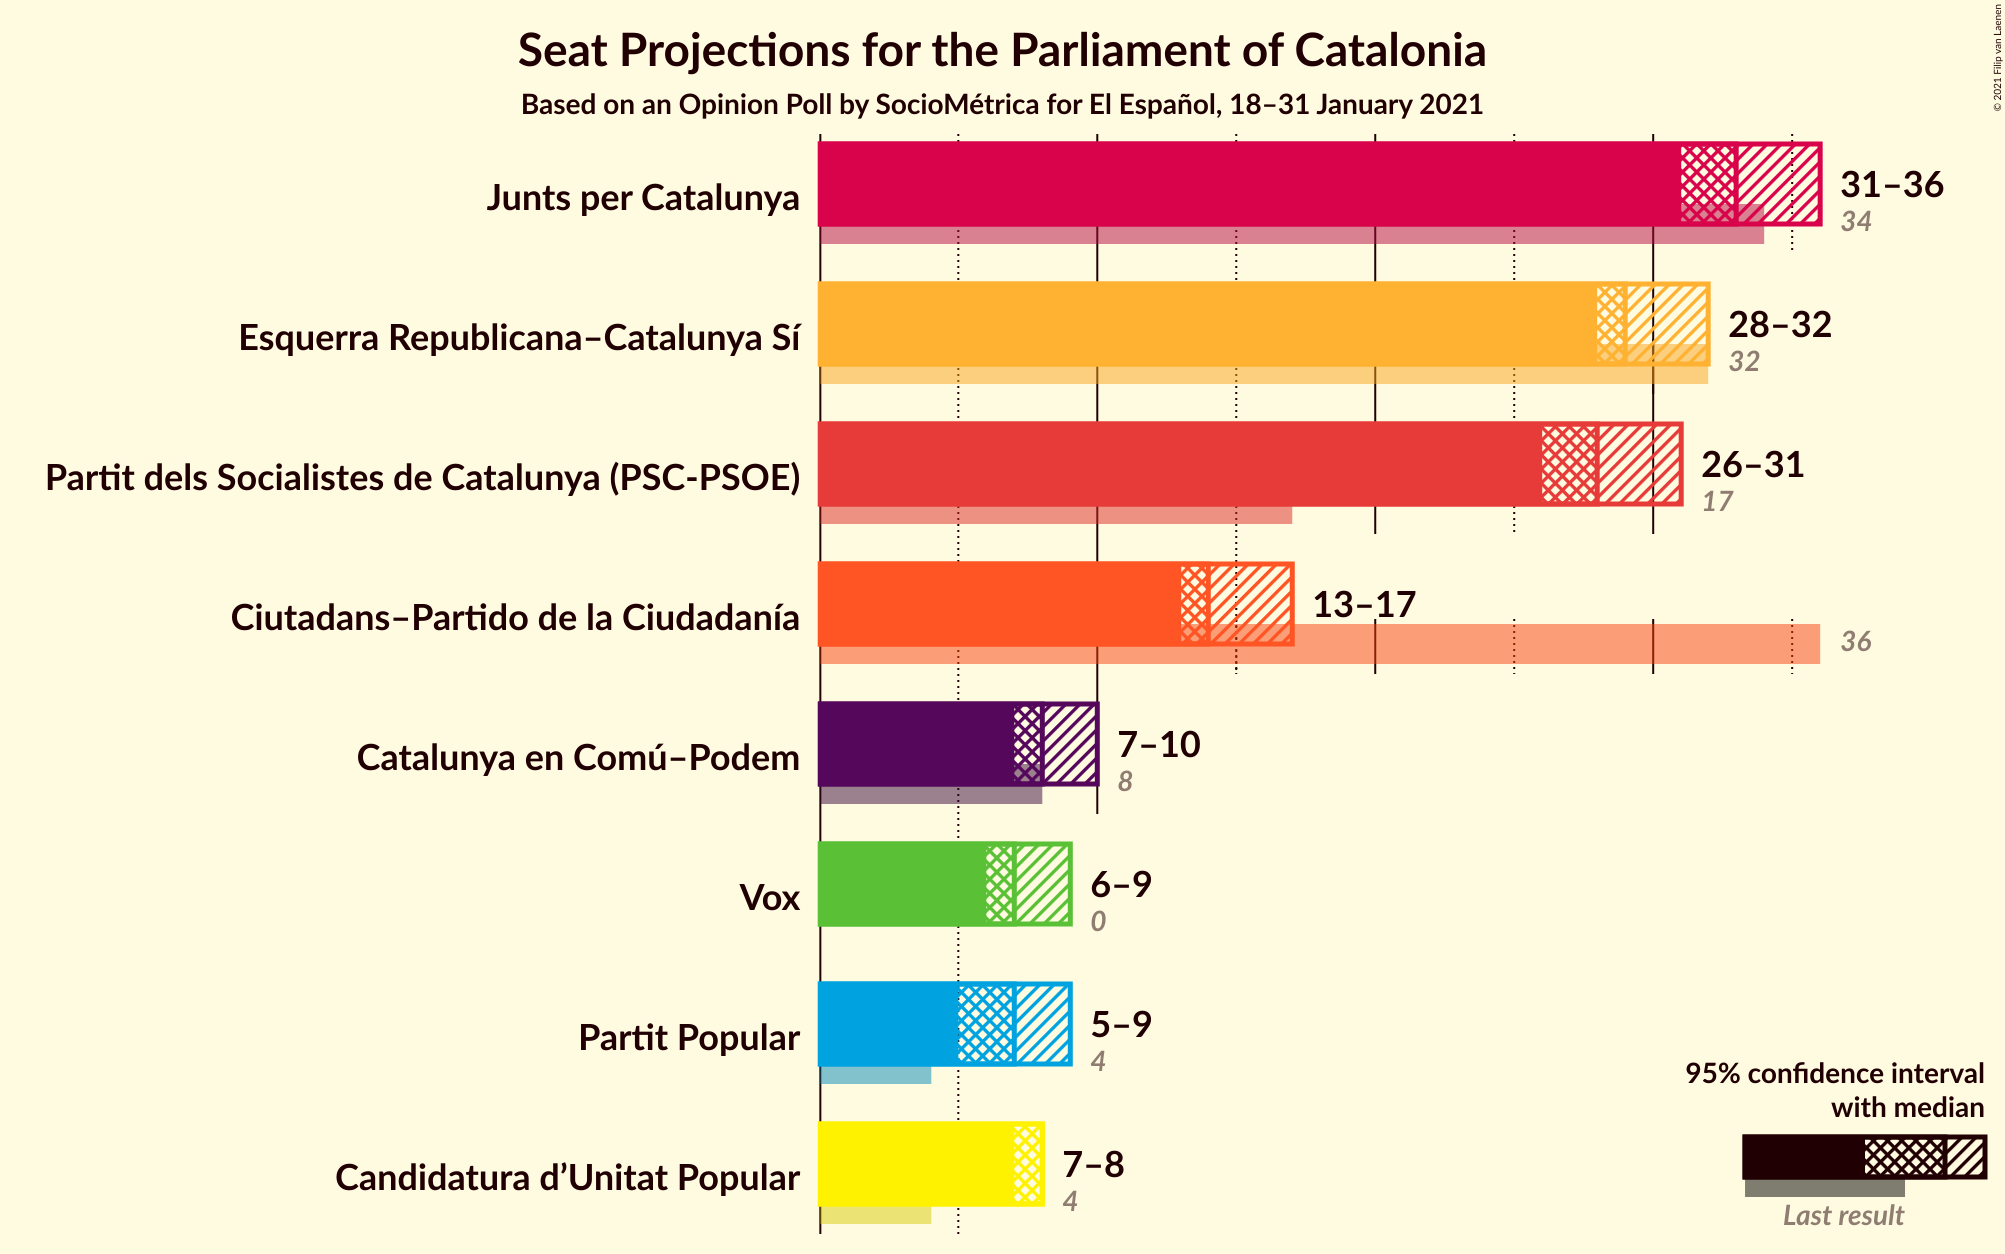 Seat Projections for the Parliament of Catalonia
Based on an Opinion Poll by SocioMétrica for El Español, 18–31 January 2021
© 2021 Filip van Laenen
Junts per Catalunya
31–36
34
Esquerra Republicana–Catalunya Sí
28–32
32
Partit dels Socialistes de Catalunya (PSC-PSOE)
26–31
17
Ciutadans–Partido de la Ciudadanía
13–17
36
Catalunya en Comú–Podem
7–10
8
Vox
6–9
0
Partit Popular
5–9
4
Candidatura d’Unitat Popular
7–8
4
95% confidence interval
with median
Last result